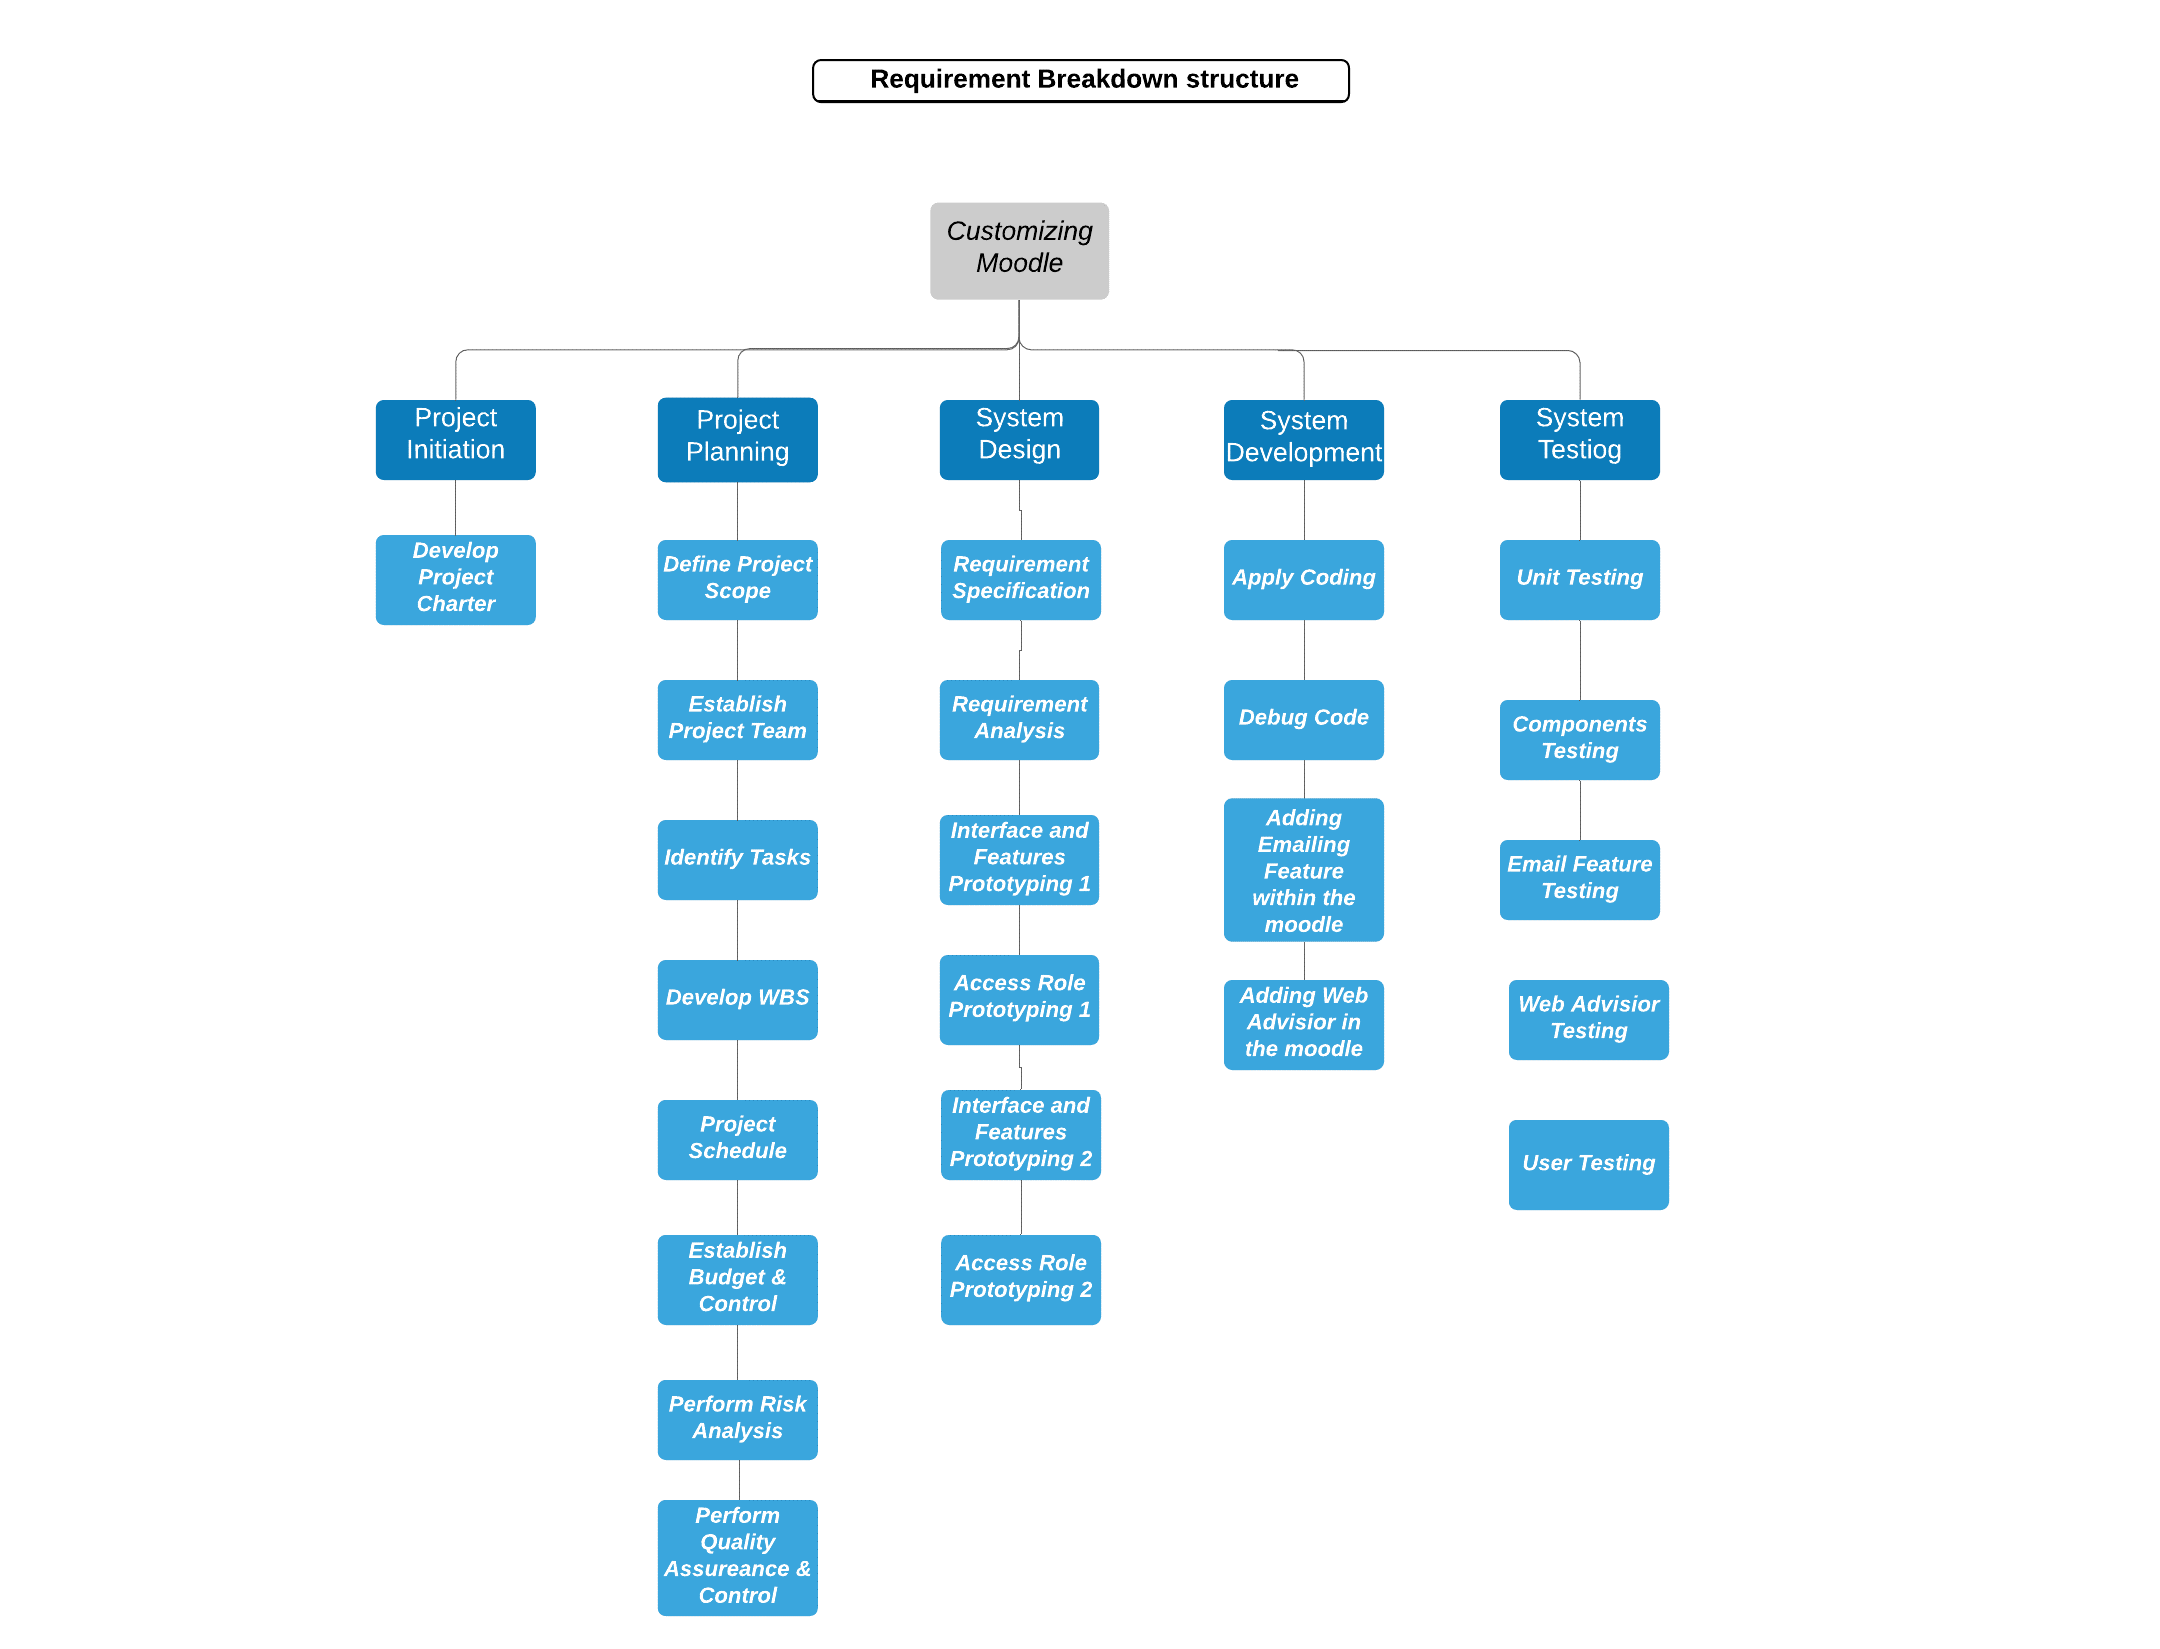 Requirement Breakdown structure
Customizing
Moodle
Project
Initiation
Develop
Project
Charter
Project
Planning
Define Project
Scope
Establish
Project Team
Identify Tasks
Develop WBS
Project
Schedule
Establish
Budget &
Control
Perform Risk
Analysis
Perform
Quality
Assureance &
Control
System
Design
Requirement
Specification
Requirement
Analysis
Interface and
Features
Prototyping 1
Access Role
Prototyping 1
Interface and
Features
Prototyping 2
Access Role
Prototyping 2
System
Development
Apply Coding
Debug Code
Adding
Emailing
Feature
within the
moodle
Adding Web
Advisior in
the moodle
System
Testiog
Unit Testing
Components
Testing
Email Feature
Testing
Web Advisior
Testing
User Testing